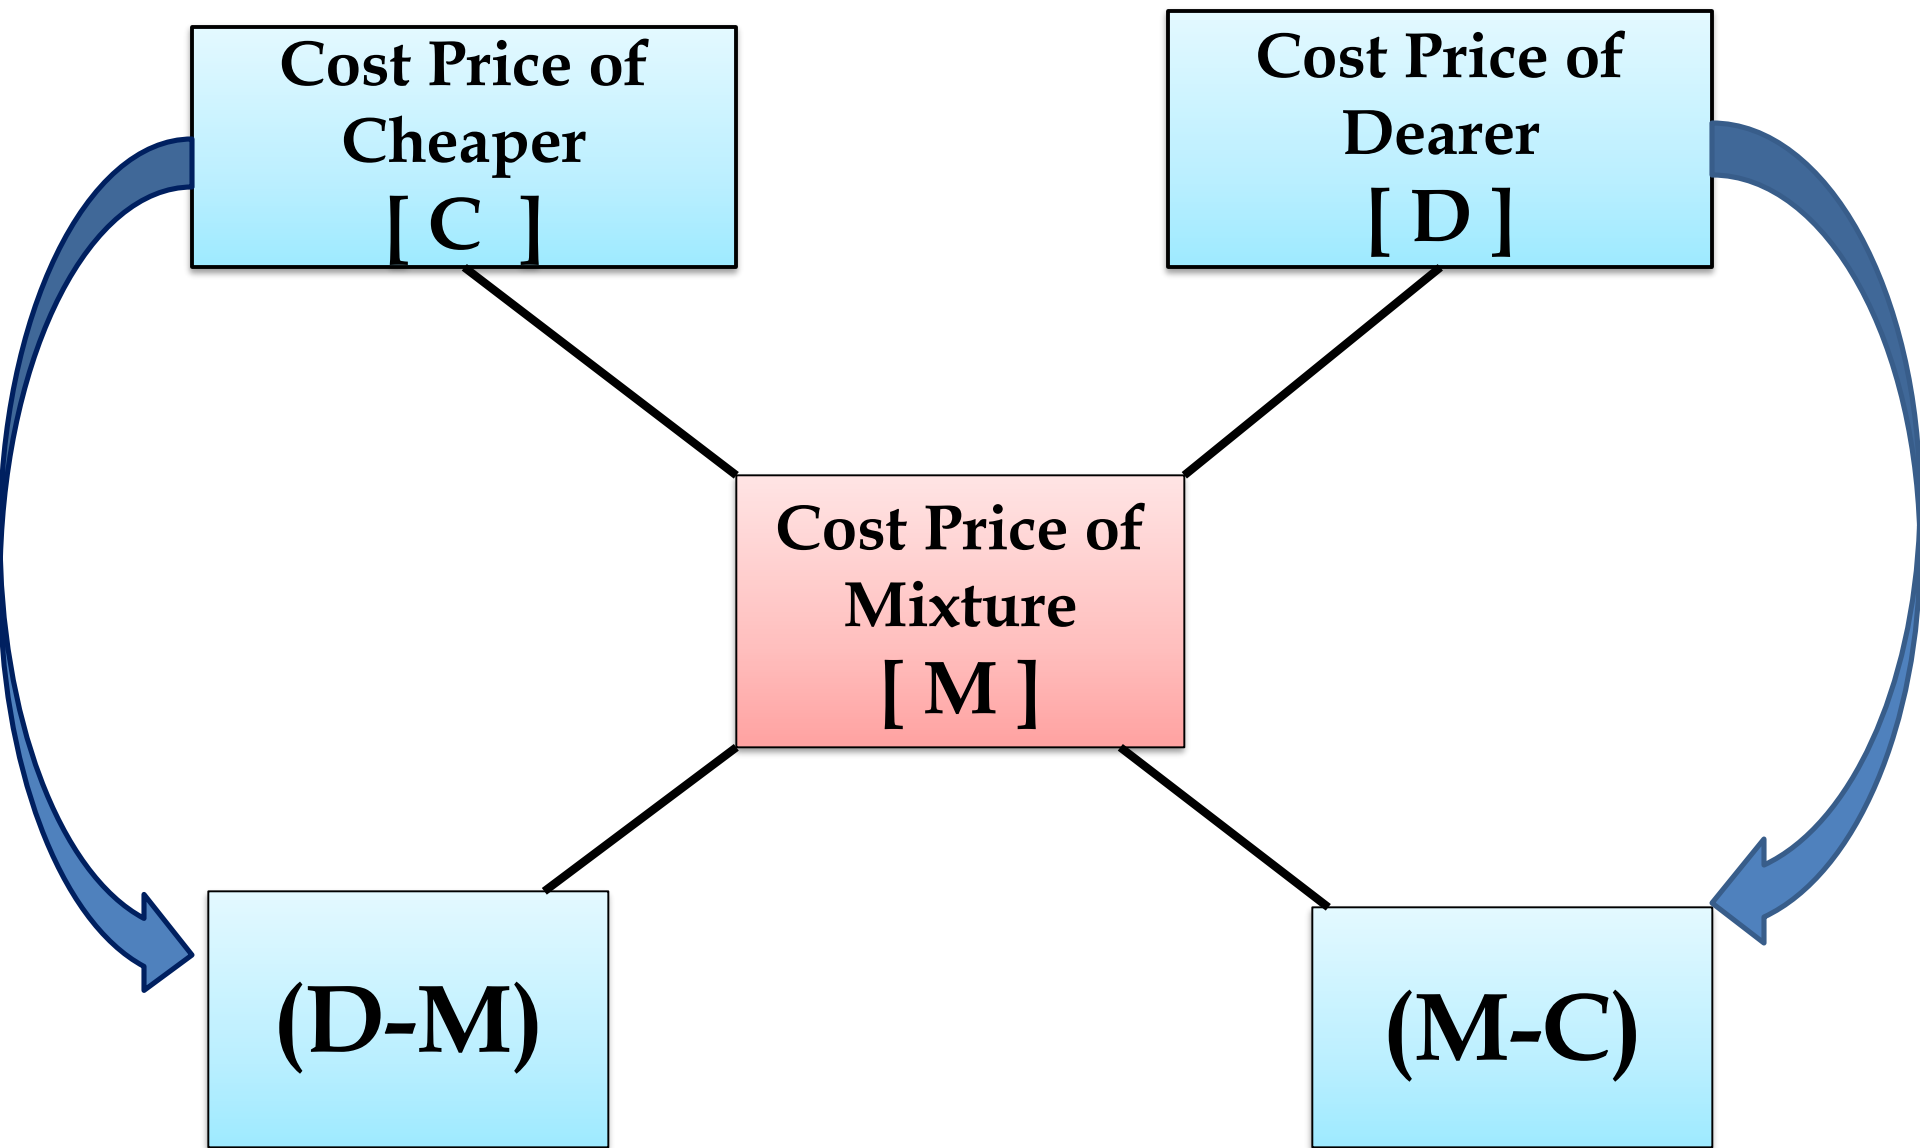 Cost Price of
Cheaper
[ C ]
Cost Price of
Dearer
[ D ]
Cost Price of
Mixture
[ M ]
(D-M)
(M-C)